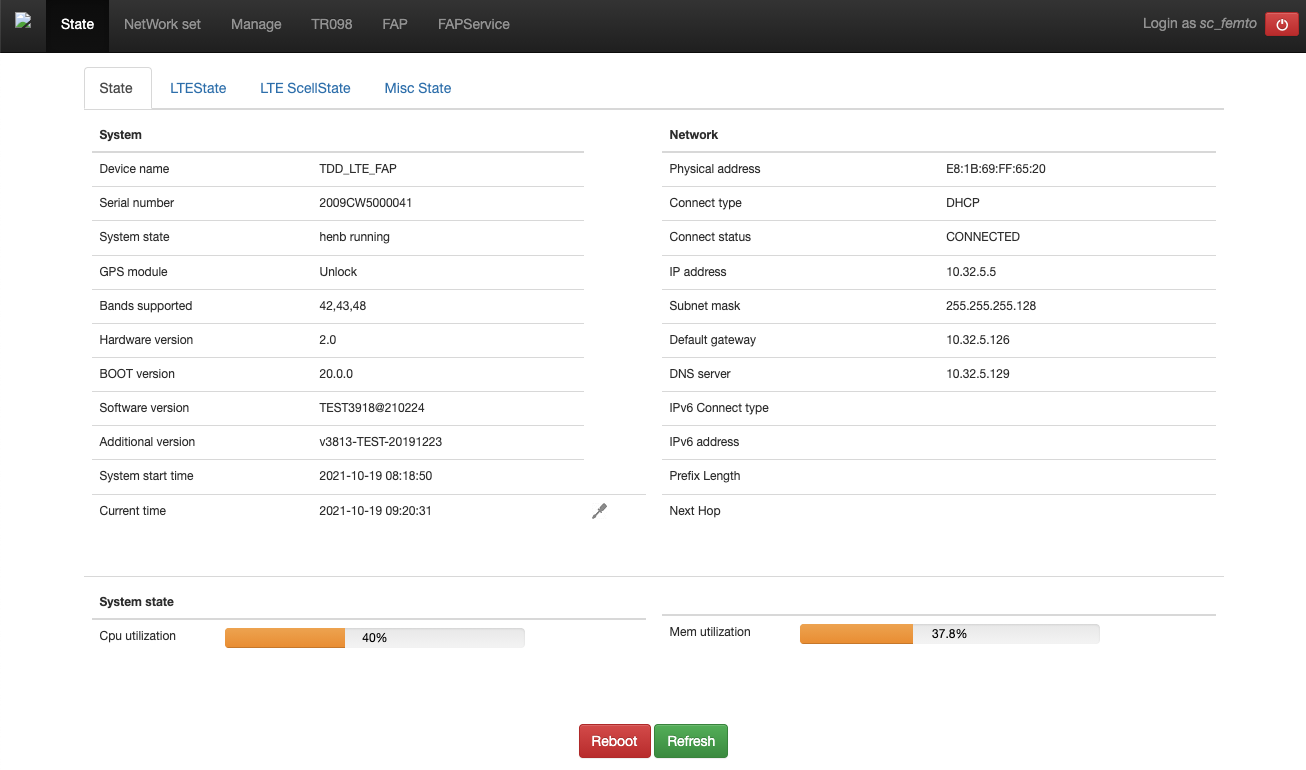 State NetWork set Manage TR098 FAP FAPService Login as sc_femto
State LTEState LTE ScellState Misc State
System
Device name TDD_LTE_FAP
Serial number 2009CW5000041
System state henb running
GPS module Unlock
Bands supported 42,43,48
Hardware version 2.0
BOOT version 20.0.0
Software version TEST3918@210224
Additional version v3813-TEST-20191223
System start time 2021-10-19 08:18:50
Current time 2021-10-19 09:20:31
Network
Physical address E8:1B:69:FF:65:20
Connect type DHCP
Connect status CONNECTED
IP address 10.32.5.5
Subnet mask 255.255.255.128
Default gateway 10.32.5.126
DNS server 10.32.5.129
IPv6 Connect type
IPv6 address
Prefix Length
Next Hop
System state
Cpu utilization 40%
Mem utilization 37.8%
Reboot Refresh